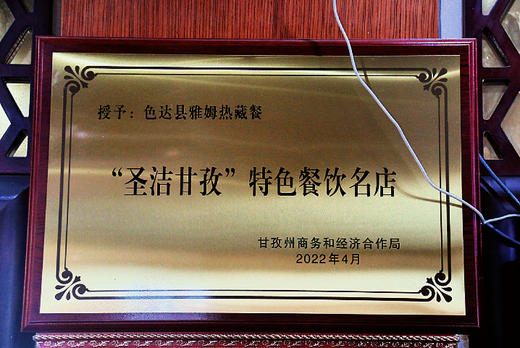 授予：色达县雅姆热藏餐
“圣洁甘孜”特色餐饮名店
甘孜州商务和经济合作局
2022年4月